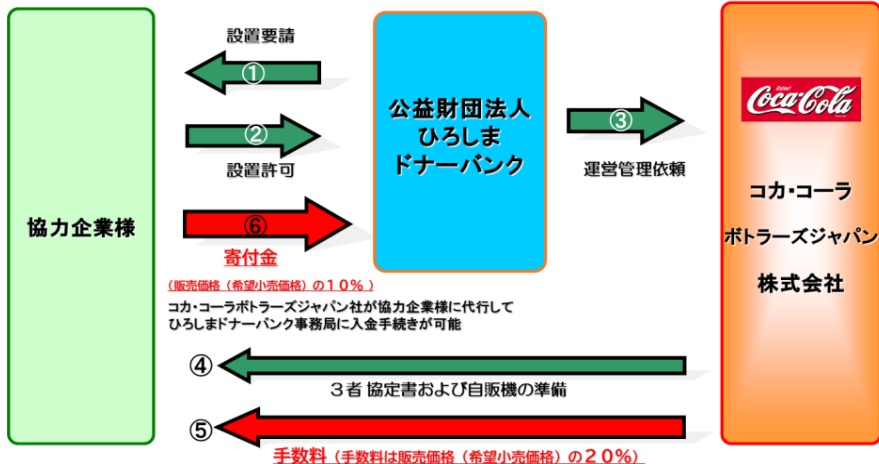 設置要請
①
②
設置許可
⑥
寄付金
(販売価格(希望小売価格)の10%)
コカ・コーラボトラーズジャパン社が協力企業様に代行して
ひろしまドナーバンク事務局に入金手続きが可能
協力企業様
公益財団法人
ひろしま
ドナーバンク
③
運営管理依頼
Coca-Cola
コカ・コーラ
ボトラーズジャパン
株式会社
④
3者 協定書および自販機の準備
⑤
手数料(手数料は販売価格(希望小売価格)の20%)